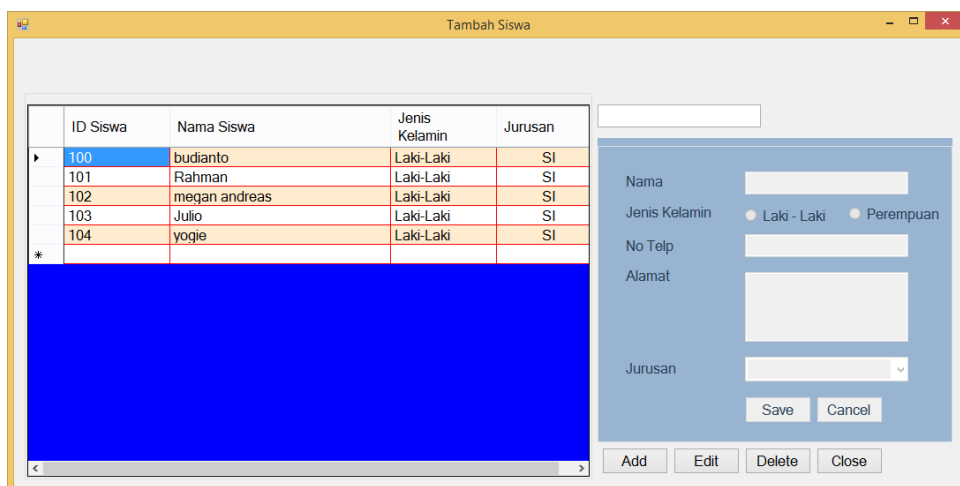 Tambah Siswa
ID Siswa Nama Siswa Jenis Kelamin Jurusan
100 budianto Laki-Laki SI
101 Rahman Laki-Laki SI
102 megan andreas Laki-Laki SI
103 Julio Laki-Laki SI
104 yogie Laki-Laki SI
Nama
Jenis Kelamin Laki - Laki Perempuan
No Telp
Alamat
Jurusan
Save Cancel
Add Edit Delete Close